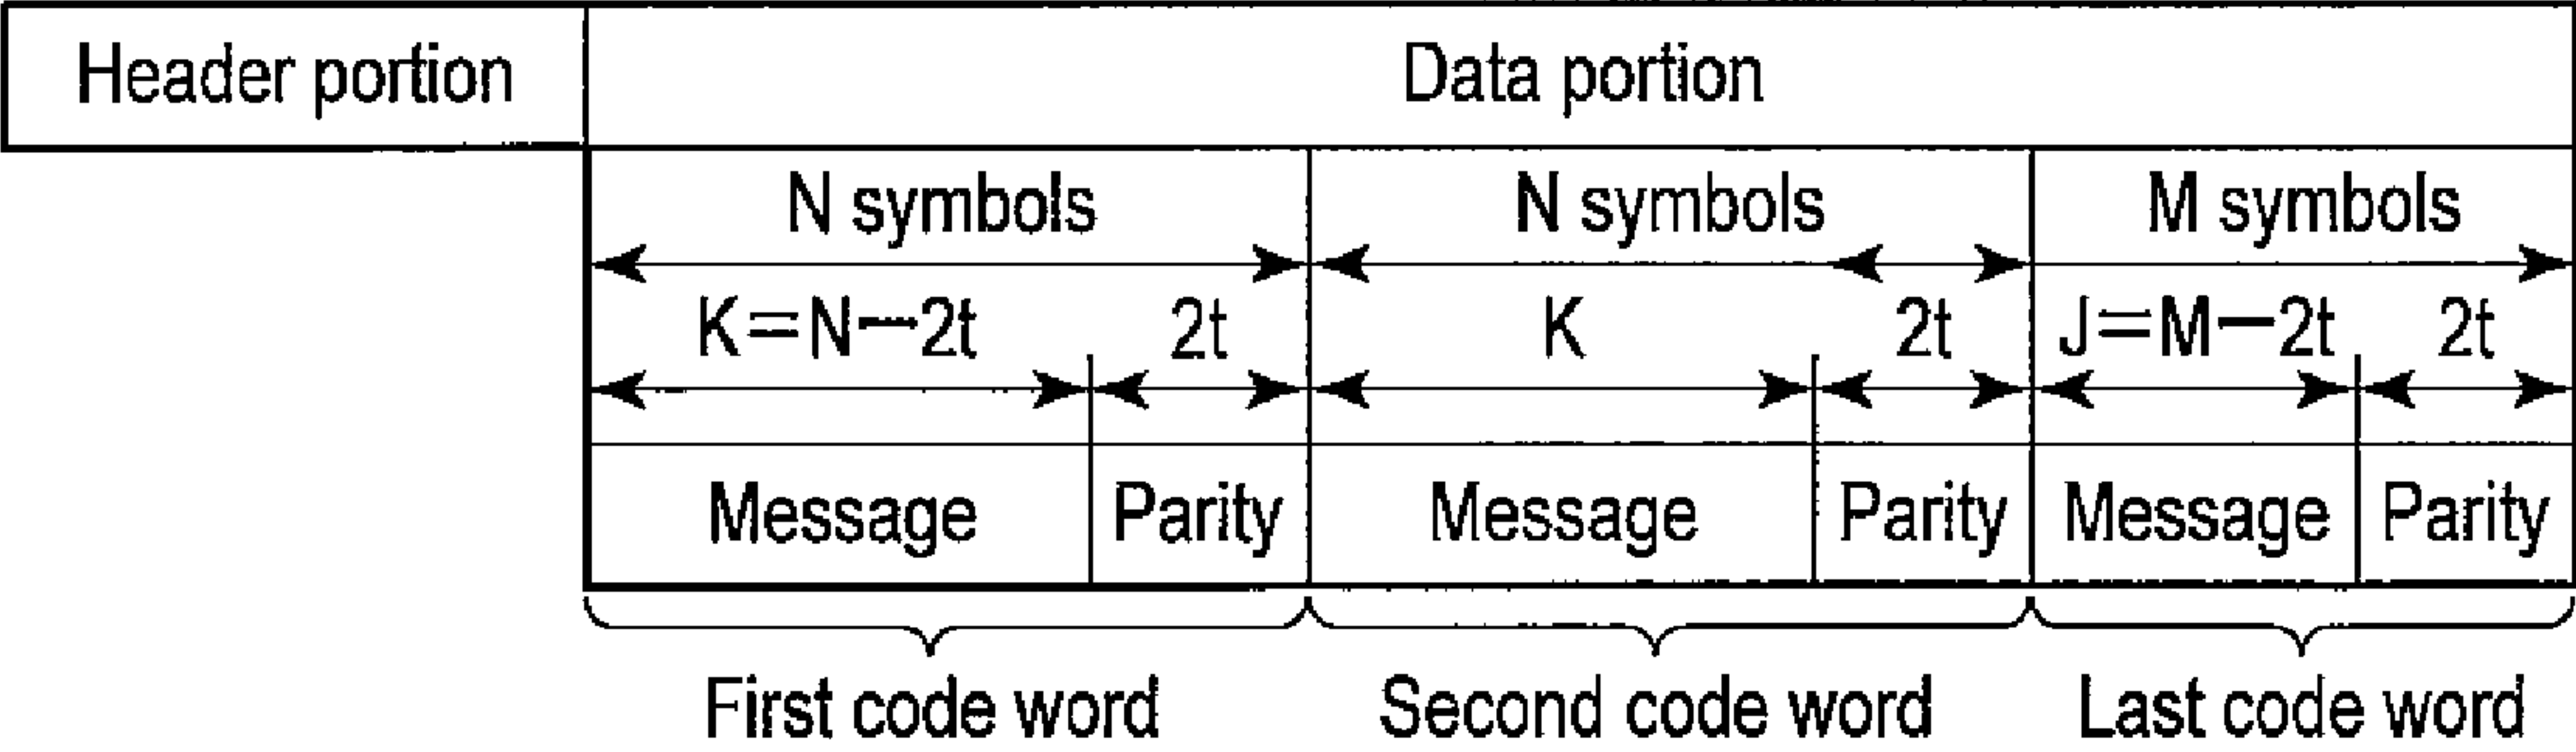 Header portion Data portion
N symbols N symbols M symbols
K=N−2t 2t K 2t J=M−2t 2t
Message Parity Message Parity Message Parity
First code word Second code word Last code word